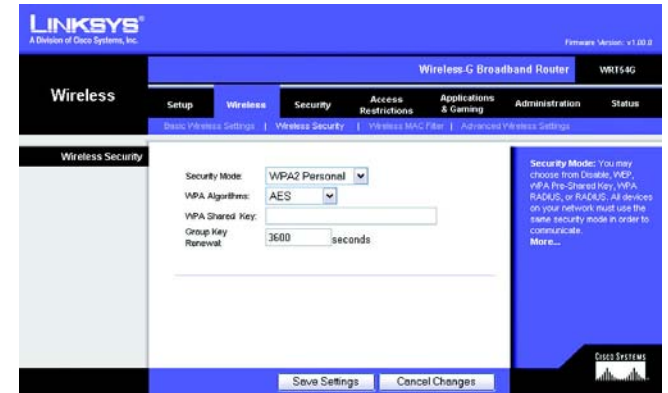 LINKSYS®
A Division of Cisco Systems, Inc.
Firmware Version: v1.00.0
Wireless-G Broadband Router WRT54G
Wireless
Setup Wireless Security Access Restrictions Applications & Gaming Administration Status
Basic Wireless Settings | Wireless Security | Wireless MAC Filter | Advanced Wireless Settings
Wireless Security
Security Mode: WPA2 Personal
WPA Algorithms: AES
WPA Shared Key:
Group Key Renewal: 3600 seconds
Security Mode: You may
choose from Disable, WEP,
WPA Pre-Shared Key, WPA
RADIUS, or RADIUS. All devices
on your network must use the
same security mode in order to
communicate.
More...
CISCO SYSTEMS
Save Settings Cancel Changes